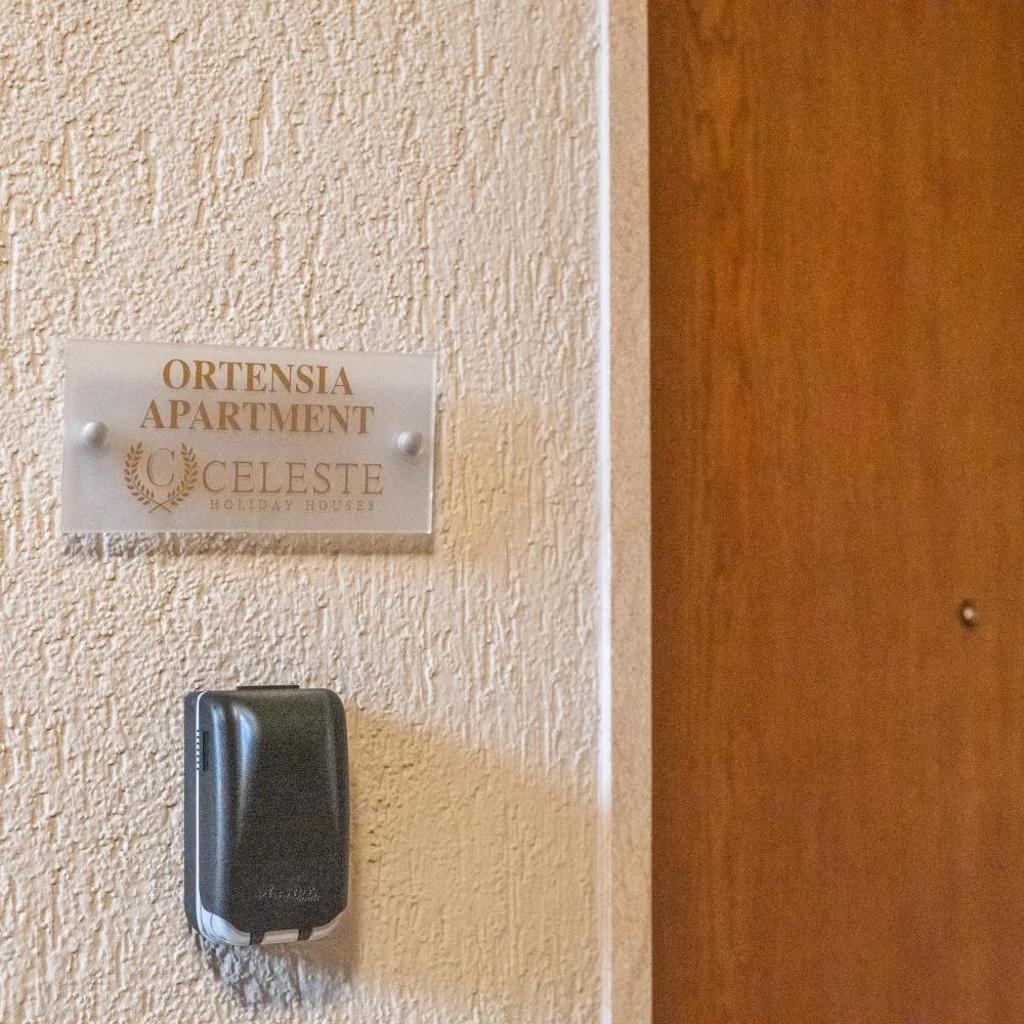 ORTENSIA
APARTMENT
C CELESTE
HOLIDAY HOUSES